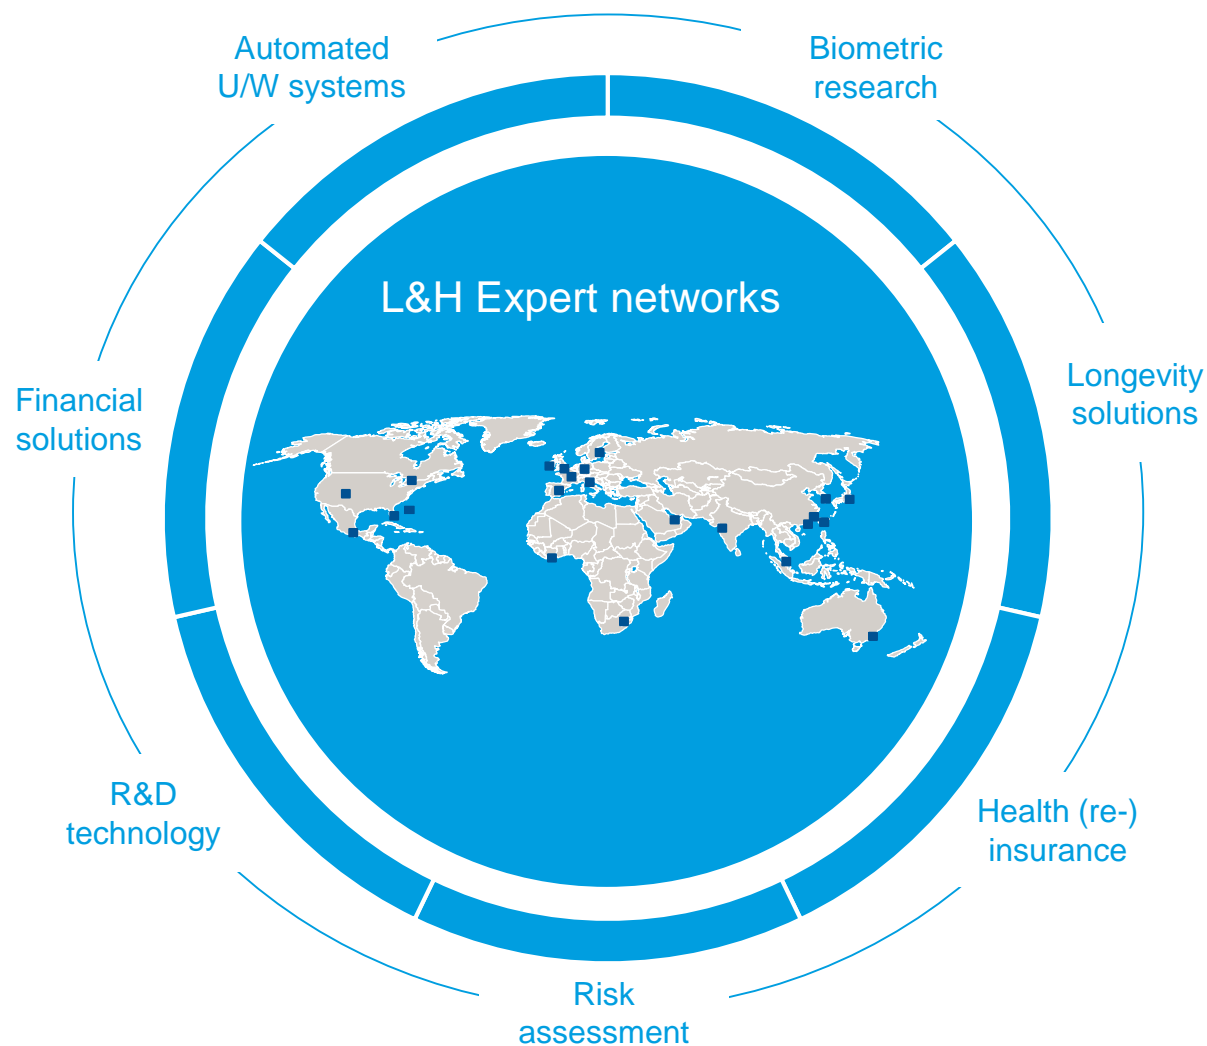 Automated
U/W systems
Biometric
research
L&H Expert networks
Financial
solutions
Longevity
solutions
R&D
technology
Health (re-)
insurance
Risk
assessment